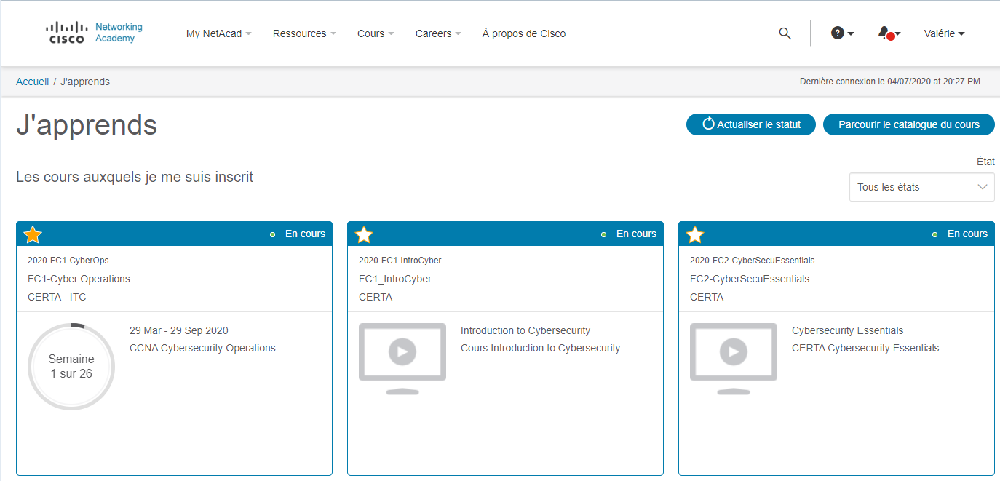 CISCO Networking Academy
My NetAcad Ressources Cours Careers À propos de Cisco ? Valérie
Accueil / J'apprends Dernière connexion le 04/07/2020 at 20:27 PM
J'apprends
Actualiser le statut Parcourir le catalogue du cours
État
Les cours auxquels je me suis inscrit
Tous les états
En cours
2020-FC1-CyberOps
FC1-Cyber Operations
CERTA - ITC
Semaine
1 sur 26
29 Mar - 29 Sep 2020
CCNA Cybersecurity Operations
En cours
2020-FC1-IntroCyber
FC1_IntroCyber
CERTA
Introduction to Cybersecurity
Cours Introduction to Cybersecurity
En cours
2020-FC2-CyberSecuEssentials
FC2-CyberSecuEssentials
CERTA
Cybersecurity Essentials
CERTA Cybersecurity Essentials